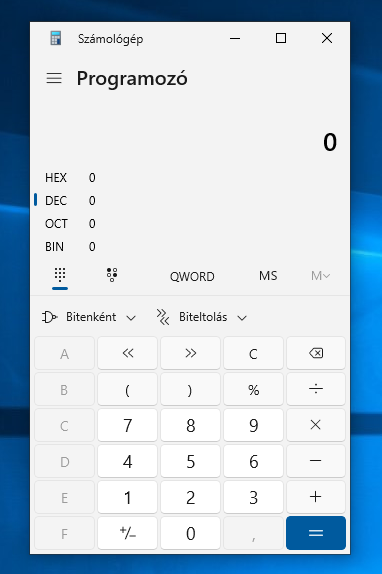 Számológép
Programozó
0
HEX 0
DEC 0
OCT 0
BIN 0
QWORD MS M
Bitenként Biteltolás
A « » C
B ( ) % ÷
C 7 8 9 ×
D 4 5 6 −
E 1 2 3 +
F +/− 0 , =